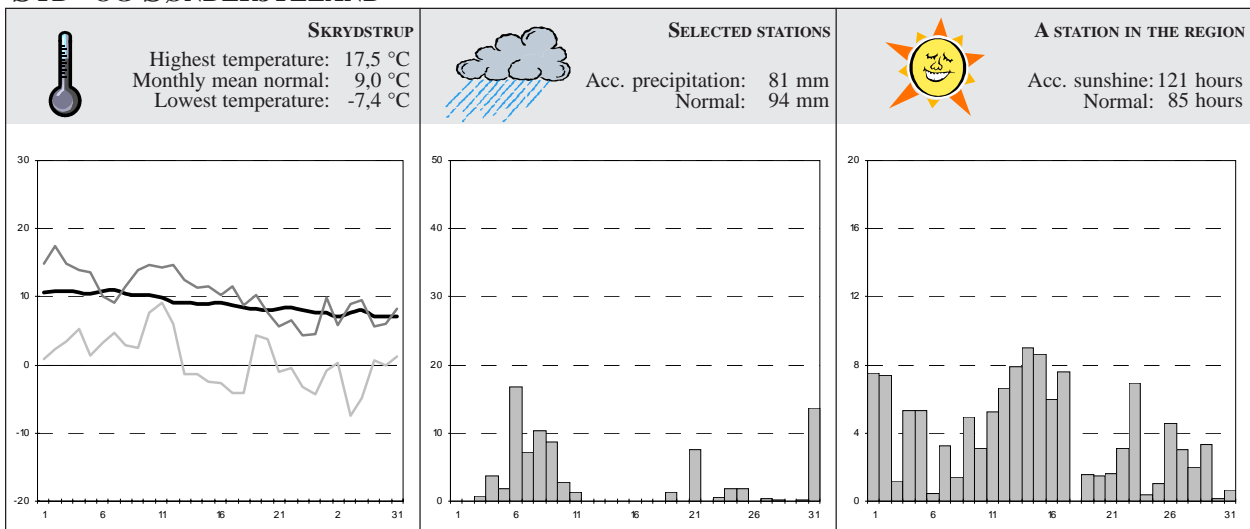 SYD- OG SØNDERJYLLAND
SKRYDSTRUP
Highest temperature: 17,5 °C
Monthly mean normal: 9,0 °C
Lowest temperature: -7,4 °C
30
20
10
0
-10
-20
1 6 11 16 21 2 31
SELECTED STATIONS
Acc. precipitation: 81 mm
Normal: 94 mm
50
40
30
20
10
0
1 6 11 16 21 26 31
A STATION IN THE REGION
Acc. sunshine: 121 hours
Normal: 85 hours
20
16
12
8
4
0
1 6 11 16 21 26 31